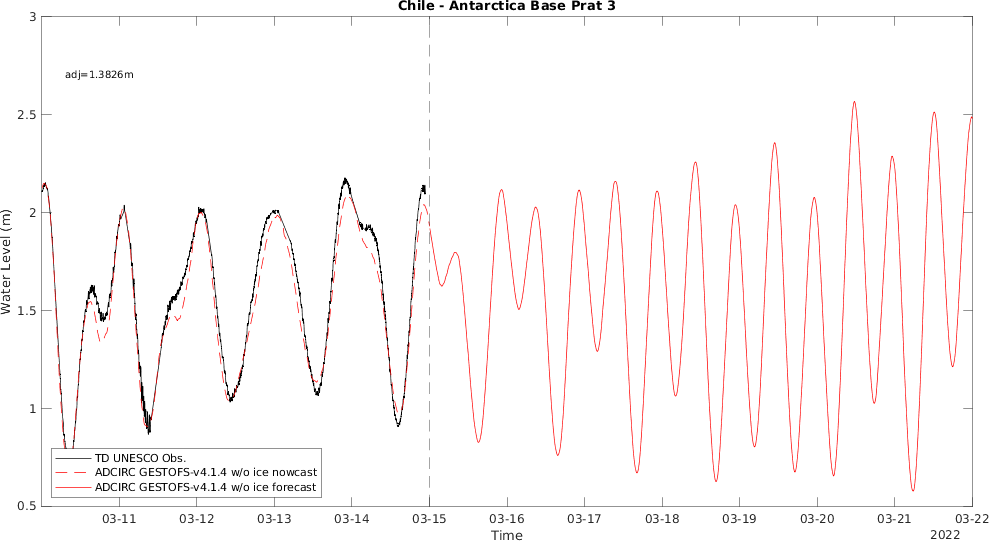 Chile - Antarctica Base Prat 3
3
adj=1.3826m
2.5
2
Water Level (m)
1.5
1
TD UNESCO Obs.
ADCIRC GESTOFS-v4.1.4 w/o ice nowcast
ADCIRC GESTOFS-v4.1.4 w/o ice forecast
0.5
03-11 03-12 03-13 03-14 03-15 03-16 03-17 03-18 03-19 03-20 03-21 03-22
Time
2022